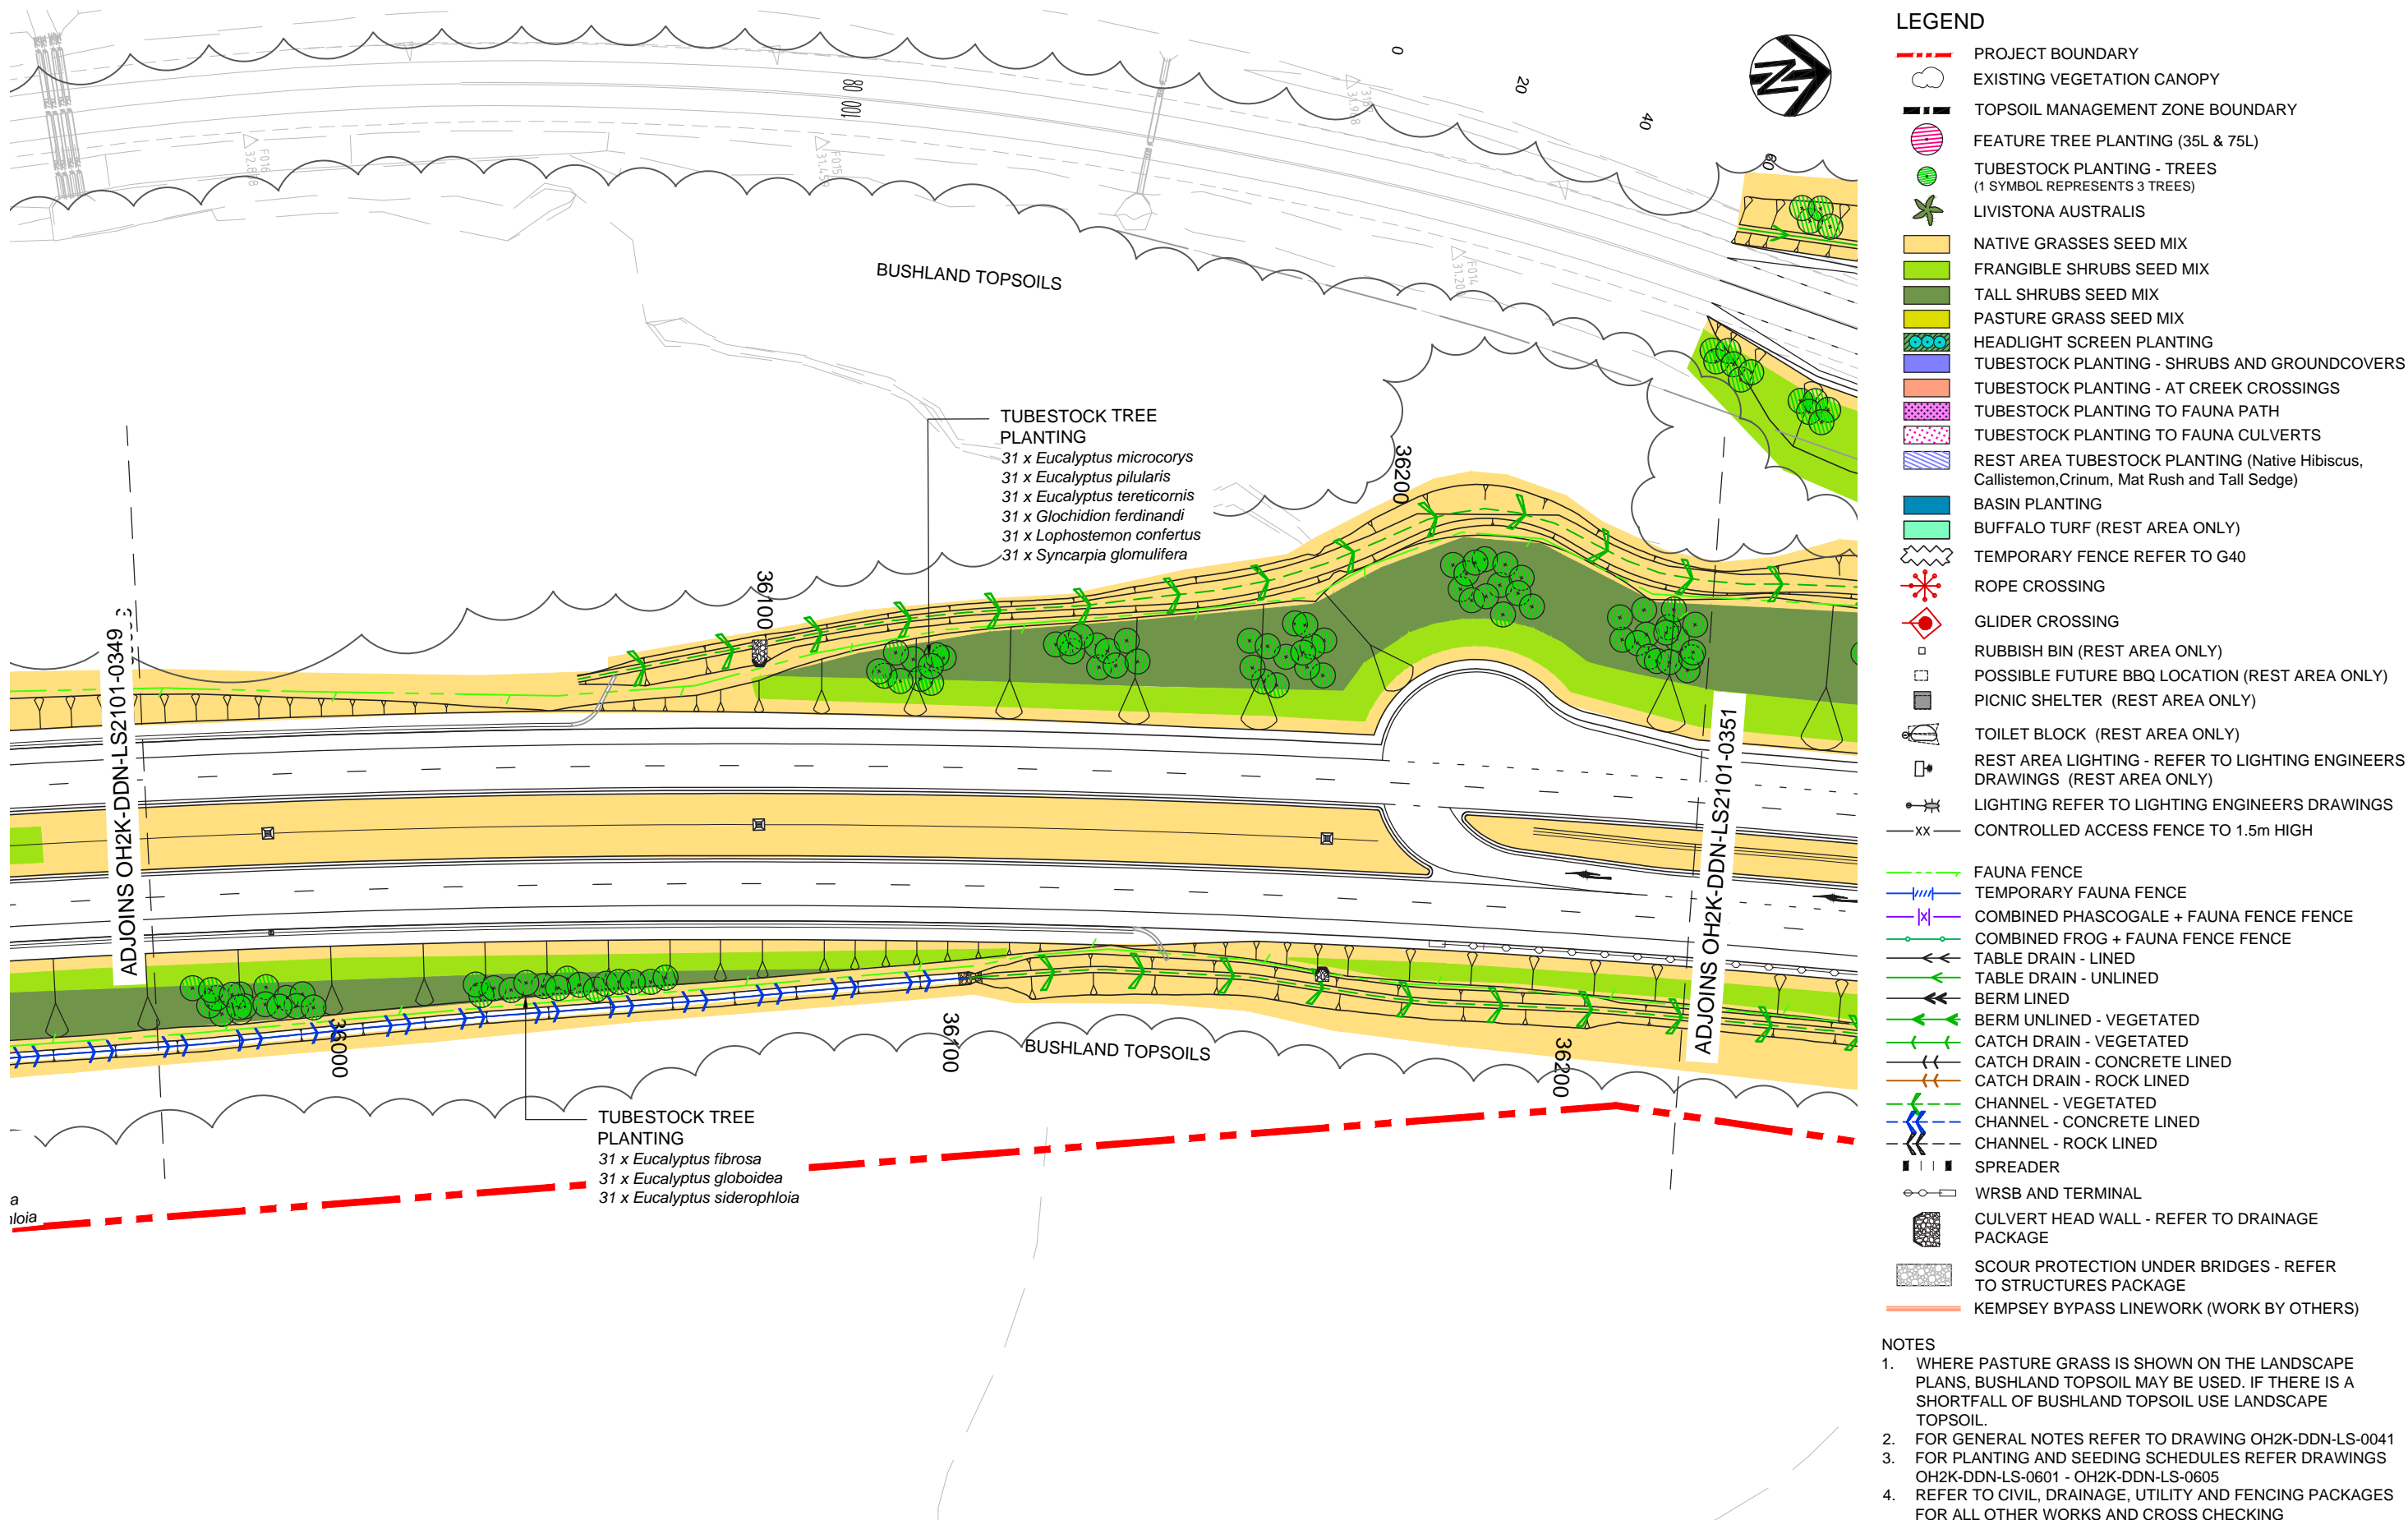 0
20
40
60
100 80
F016
32.8
F015
31.45
F014
31.20
BUSHLAND TOPSOILS
TUBESTOCK TREE
PLANTING
31 x Eucalyptus microcorys
31 x Eucalyptus pilularis
31 x Eucalyptus tereticornis
31 x Glochidion ferdinandi
31 x Lophostemon confertus
31 x Syncarpia glomulifera
36100
36200
ADJOINS OH2K-DDN-LS2101-0349
ADJOINS OH2K-DDN-LS2101-0351
36000
36100
36200
BUSHLAND TOPSOILS
TUBESTOCK TREE
PLANTING
31 x Eucalyptus fibrosa
31 x Eucalyptus globoidea
31 x Eucalyptus siderophloia
a
hloia
N
LEGEND
PROJECT BOUNDARY
EXISTING VEGETATION CANOPY
TOPSOIL MANAGEMENT ZONE BOUNDARY
FEATURE TREE PLANTING (35L & 75L)
TUBESTOCK PLANTING - TREES
(1 SYMBOL REPRESENTS 3 TREES)
LIVISTONA AUSTRALIS
NATIVE GRASSES SEED MIX
FRANGIBLE SHRUBS SEED MIX
TALL SHRUBS SEED MIX
PASTURE GRASS SEED MIX
HEADLIGHT SCREEN PLANTING
TUBESTOCK PLANTING - SHRUBS AND GROUNDCOVERS
TUBESTOCK PLANTING - AT CREEK CROSSINGS
TUBESTOCK PLANTING TO FAUNA PATH
TUBESTOCK PLANTING TO FAUNA CULVERTS
REST AREA TUBESTOCK PLANTING (Native Hibiscus,
Callistemon,Crinum, Mat Rush and Tall Sedge)
BASIN PLANTING
BUFFALO TURF (REST AREA ONLY)
TEMPORARY FENCE REFER TO G40
ROPE CROSSING
GLIDER CROSSING
RUBBISH BIN (REST AREA ONLY)
POSSIBLE FUTURE BBQ LOCATION (REST AREA ONLY)
PICNIC SHELTER (REST AREA ONLY)
TOILET BLOCK (REST AREA ONLY)
REST AREA LIGHTING - REFER TO LIGHTING ENGINEERS
DRAWINGS (REST AREA ONLY)
LIGHTING REFER TO LIGHTING ENGINEERS DRAWINGS
XX CONTROLLED ACCESS FENCE TO 1.5m HIGH
FAUNA FENCE
TEMPORARY FAUNA FENCE
COMBINED PHASCOGALE + FAUNA FENCE FENCE
COMBINED FROG + FAUNA FENCE FENCE
TABLE DRAIN - LINED
TABLE DRAIN - UNLINED
BERM LINED
BERM UNLINED - VEGETATED
CATCH DRAIN - VEGETATED
CATCH DRAIN - CONCRETE LINED
CATCH DRAIN - ROCK LINED
CHANNEL - VEGETATED
CHANNEL - CONCRETE LINED
CHANNEL - ROCK LINED
SPREADER
WRSB AND TERMINAL
CULVERT HEAD WALL - REFER TO DRAINAGE
PACKAGE
SCOUR PROTECTION UNDER BRIDGES - REFER
TO STRUCTURES PACKAGE
KEMPSEY BYPASS LINEWORK (WORK BY OTHERS)
NOTES
1. WHERE PASTURE GRASS IS SHOWN ON THE LANDSCAPE
PLANS, BUSHLAND TOPSOIL MAY BE USED. IF THERE IS A
SHORTFALL OF BUSHLAND TOPSOIL USE LANDSCAPE
TOPSOIL.
2. FOR GENERAL NOTES REFER TO DRAWING OH2K-DDN-LS-0041
3. FOR PLANTING AND SEEDING SCHEDULES REFER DRAWINGS
OH2K-DDN-LS-0601 - OH2K-DDN-LS-0605
4. REFER TO CIVIL, DRAINAGE, UTILITY AND FENCING PACKAGES
FOR ALL OTHER WORKS AND CROSS CHECKING